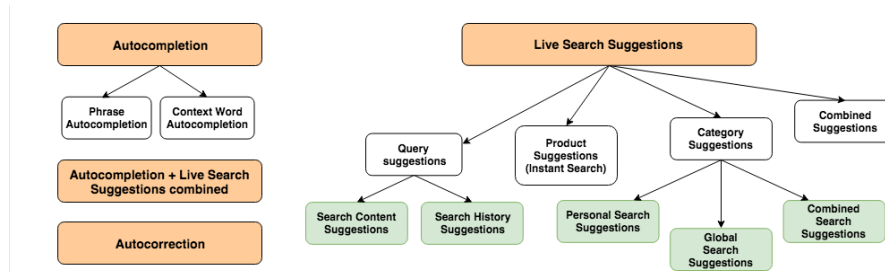 Autocompletion
Phrase
Autocompletion
Context Word
Autocompletion
Autocompletion + Live Search
Suggestions combined
Autocorrection
Live Search Suggestions
Query
suggestions
Product
Suggestions
(Instant Search)
Category
Suggestions
Combined
Suggestions
Search Content
Suggestions
Search History
Suggestions
Personal Search
Suggestions
Global
Search
Suggestions
Combined
Search
Suggestions